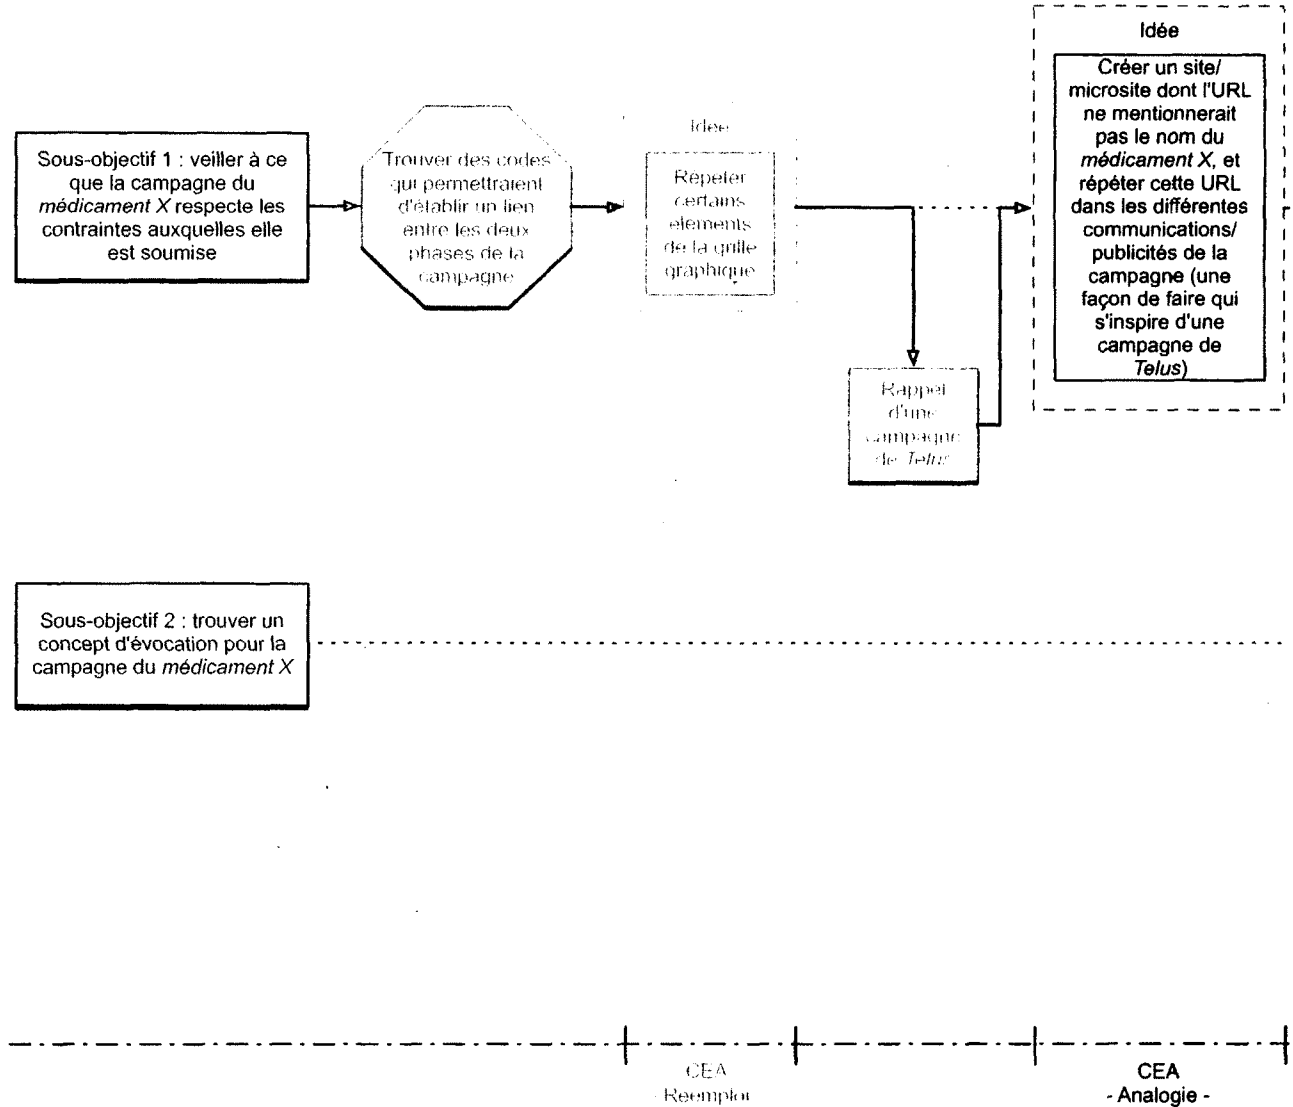 Sous-objectif 1 : veiller à ce
que la campagne du
médicament X respecte les
contraintes auxquelles elle
est soumise
Trouver des codes
qui permettraient
d'établir un lien
entre les deux
phases de la
campagne
Idée
Répéter
certains
éléments
de la grille
graphique
Rappel
d'une
campagne
de Telus
Idée
Créer un site/
microsite dont l'URL
ne mentionnerait
pas le nom du
médicament X, et
répéter cette URL
dans les différentes
communications/
publicités de la
campagne (une
façon de faire qui
s'inspire d'une
campagne de
Telus)
Sous-objectif 2 : trouver un
concept d'évocation pour la
campagne du médicament X
CEA
- Réemploi
CEA
- Analogie -